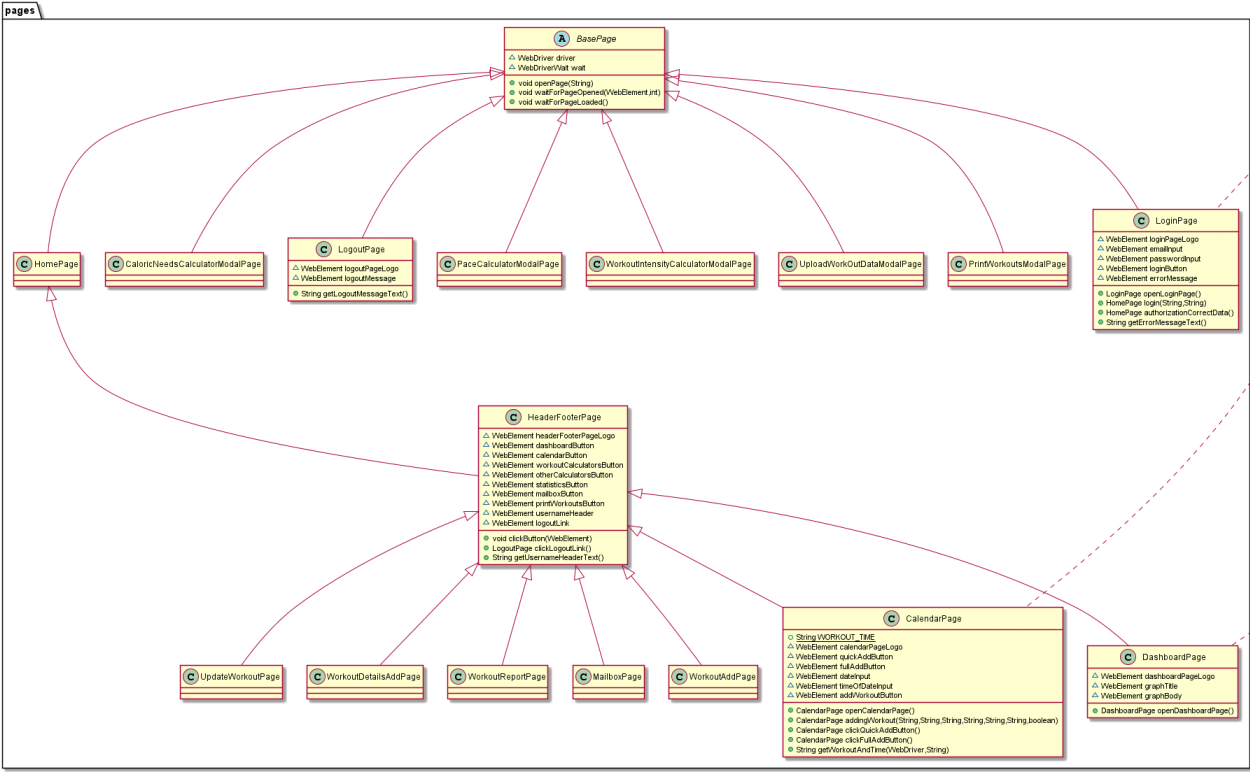 pages
A BasePage
WebDriver driver
WebDriverWait wait
void openPage(String)
void waitForPageOpened(WebElement,int)
void waitForPageLoaded()
C HomePage
C CaloricNeedsCalculatorModalPage
C LogoutPage
WebElement logoutPageLogo
WebElement logoutMessage
String getLogoutMessageText()
C PaceCalculatorModalPage
C WorkoutIntensityCalculatorModalPage
C UploadWorkOutDataModalPage
C PrintWorkoutsModalPage
C LoginPage
WebElement loginPageLogo
WebElement emailInput
WebElement passwordInput
WebElement loginButton
WebElement errorMessage
LoginPage openLoginPage()
HomePage login(String,String)
HomePage authorizationCorrectData()
String getErrorMessageText()
C HeaderFooterPage
WebElement headerFooterPageLogo
WebElement dashboardButton
WebElement calendarButton
WebElement workoutCalculatorsButton
WebElement otherCalculatorsButton
WebElement statisticsButton
WebElement mailboxButton
WebElement printWorkoutsButton
WebElement usernameHeader
WebElement logoutLink
void clickButton(WebElement)
LogoutPage clickLogoutLink()
String getUsernameHeaderText()
C UpdateWorkoutPage
C WorkoutDetailsAddPage
C WorkoutReportPage
C MailboxPage
C WorkoutAddPage
C CalendarPage
String WORKOUT_TIME
WebElement calendarPageLogo
WebElement quickAddButton
WebElement fullAddButton
WebElement dateInput
WebElement timeOfDateInput
WebElement addWorkoutButton
CalendarPage openCalendarPage()
CalendarPage addingWorkout(String,String,String,String,String,String,boolean)
CalendarPage clickQuickAddButton()
CalendarPage clickFullAddButton()
String getWorkoutAndTime(WebDriver,String)
C DashboardPage
WebElement dashboardPageLogo
WebElement graphTitle
WebElement graphBody
DashboardPage openDashboardPage()